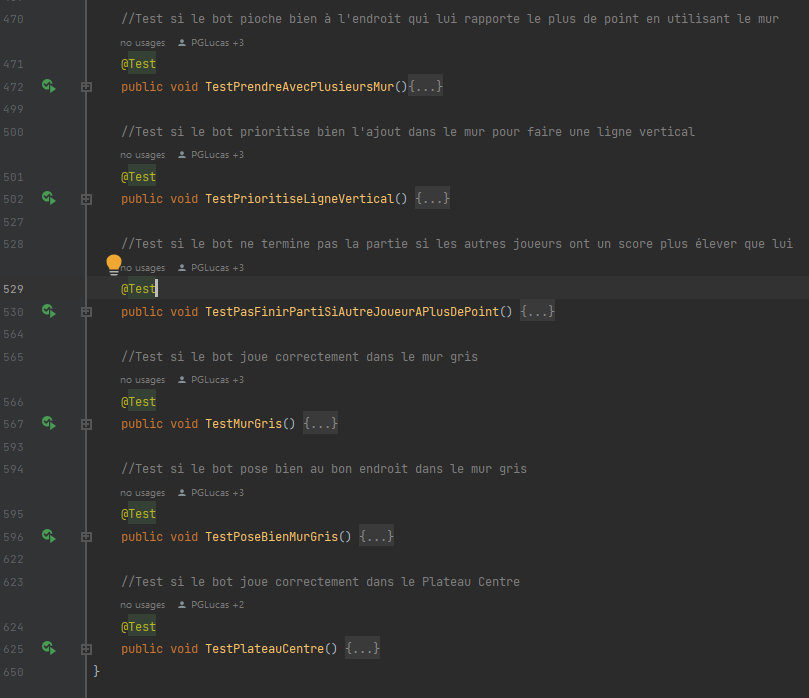 470 //Test si le bot pioche bien à l'endroit qui lui rapporte le plus de point en utilisant le mur
no usages PGLucas +3
471 @Test
472 public void TestPrendreAvecPlusieursMur(){...}
499
500 //Test si le bot prioritise bien l'ajout dans le mur pour faire une ligne vertical
no usages PGLucas +3
501 @Test
502 public void TestPrioritiseLigneVertical() {...}
527
528 //Test si le bot ne termine pas la partie si les autres joueurs ont un score plus élever que lui
no usages PGLucas +3
529 @Test
530 public void TestPasFinirPartiSiAutreJoueurAPlusDePoint() {...}
564
565 //Test si le bot joue correctement dans le mur gris
no usages PGLucas +3
566 @Test
567 public void TestMurGris() {...}
593
594 //Test si le bot pose bien au bon endroit dans le mur gris
no usages PGLucas +3
595 @Test
596 public void TestPoseBienMurGris() {...}
622
623 //Test si le bot joue correctement dans le Plateau Centre
no usages PGLucas +2
624 @Test
625 public void TestPlateauCentre() {...}
650 }